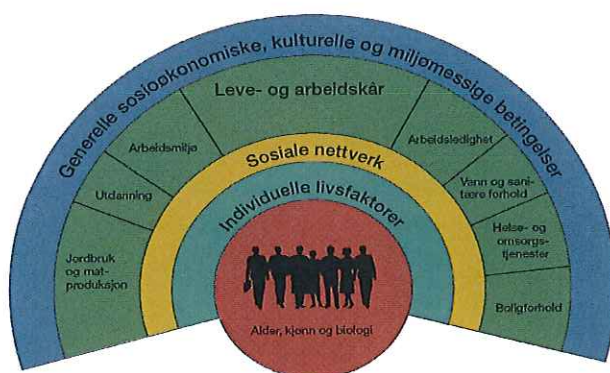 Generelle sosioøkonomiske, kulturelle og miljømessige betingelser
Leve- og arbeidskår
Arbeidsmiljø
Arbeidsledighet
Utdanning
Vann og sani-
tære forhold
Jordbruk
og mat-
produksjon
Helse- og
omsorgs-
tjenester
Boligforhold
Sosiale nettverk
Individuelle livsfaktorer
Alder, kjønn og biologi